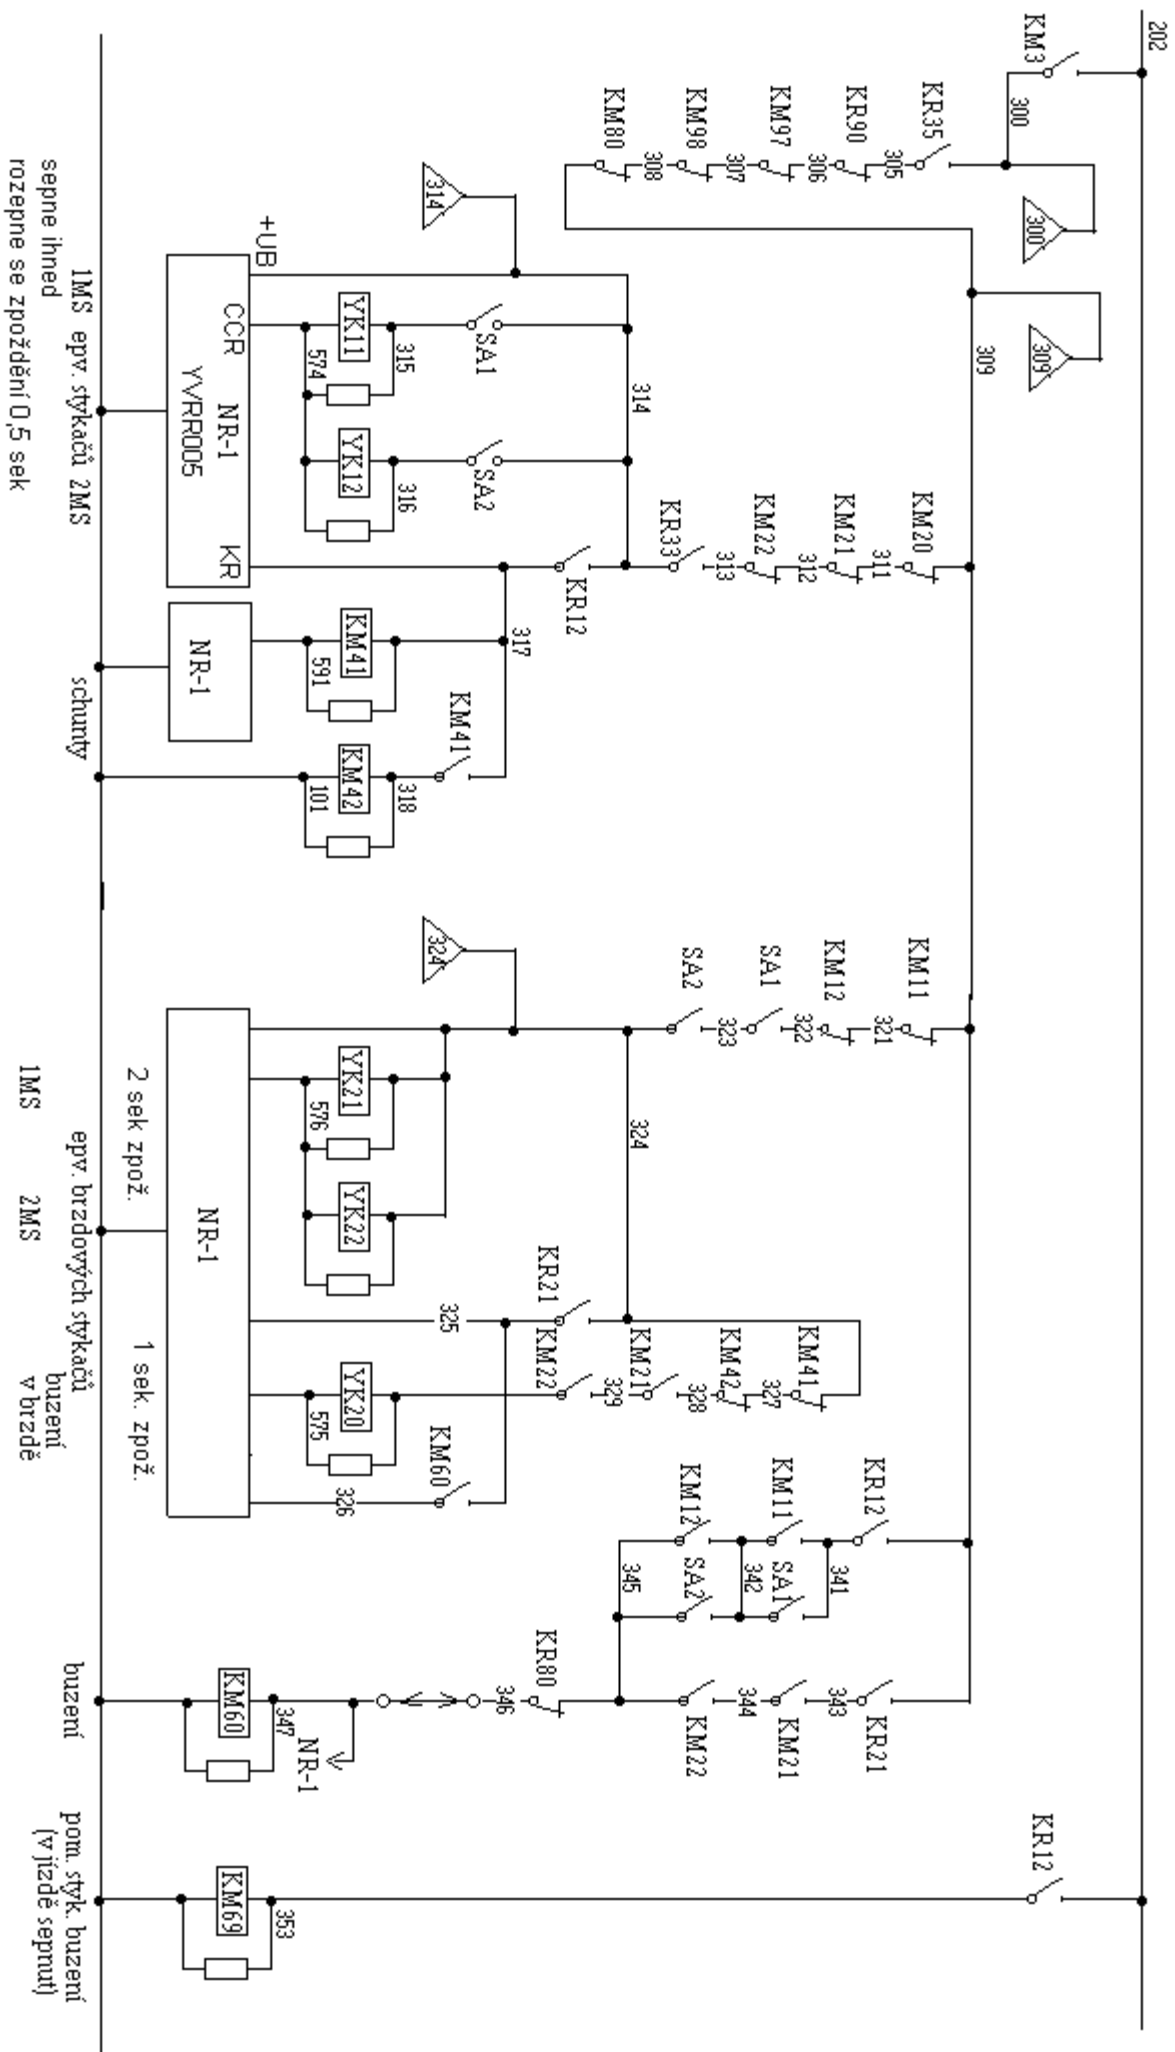 202
KM3
300
KR35
305
KR90
306
KM97
307
KM98
308
KM80
300
309
309
314
+UB
CCR
NR-1
YVRR005
KR
YK11
574
315
SA1
YK12
316
SA2
314
KM20
311
KM21
312
KM22
313
KR33
KR12
317
KM41
591
NR-1
KM41
318
KM42
101
1MS epv. stykačů 2MS
sepne ihned
rozepne se zpoždění 0,5 sek
schunty
KM11
321
KM12
322
SA1
323
SA2
324
324
YK21
576
YK22
KR21
325
KM41
327
KM42
328
KM21
329
KM22
YK20
575
KM60
326
NR-1
2 sek zpož.
1 sek. zpož.
epv. brzdových stykačů
1MS
2MS
buzení
v brzdě
KR12
341
KM11
SA1
342
KM12
SA2
345
KR21
343
KM21
344
KM22
KR80
346
NR-1
347
KM60
buzení
KR12
353
KM69
pom. styk. buzení
(v jízdě sepnut)